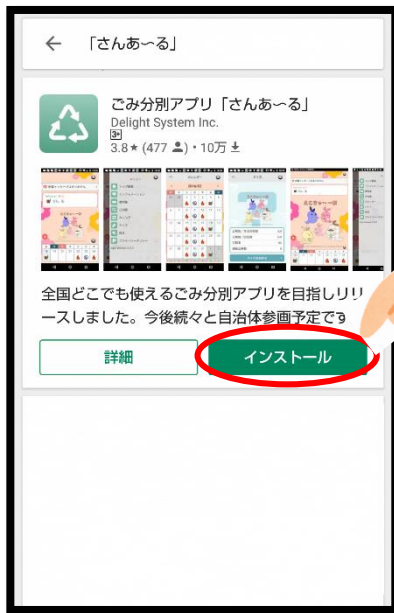 「さんあ〜る」
ごみ分別アプリ「さんあ〜る」
Delight System Inc.
3+
3.8★ (477 ) • 10万
全国どこでも使えるごみ分別アプリを目指しリリ
ースしました。今後続々と自治体参画予定です
詳細
インストール